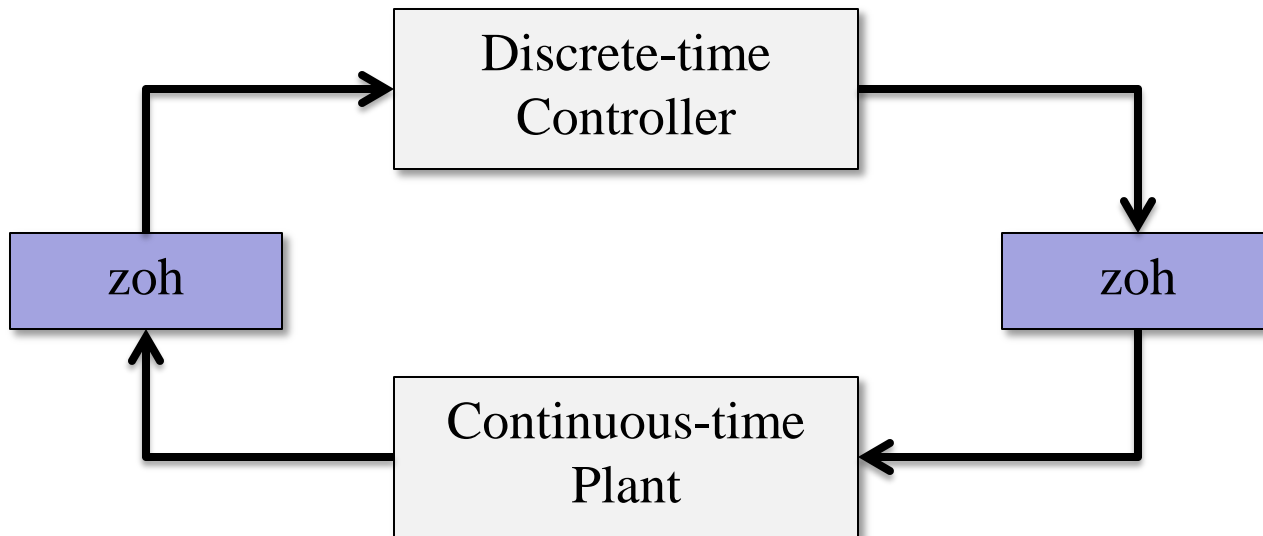 Discrete-time
Controller
zoh
zoh
Continuous-time
Plant